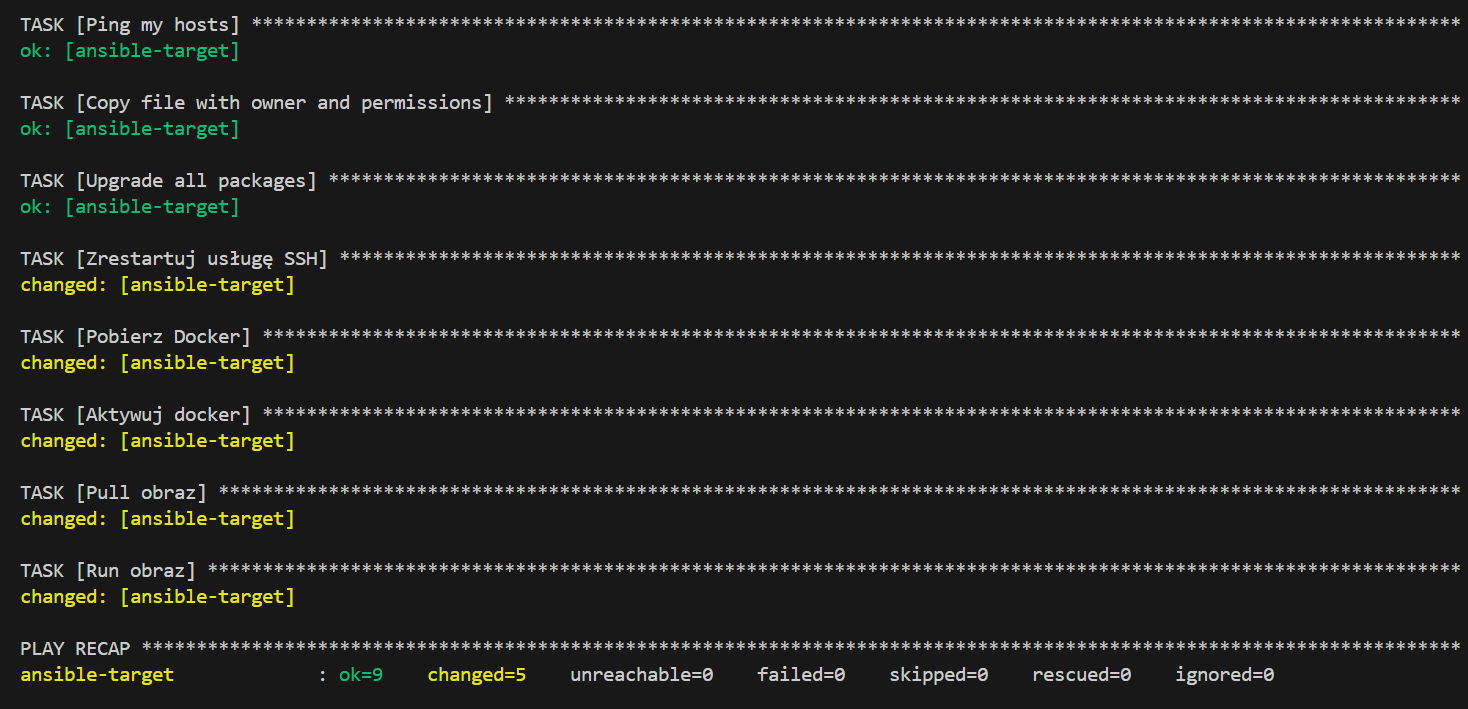 TASK [Ping my hosts] **************************************************************************************************************
ok: [ansible-target]
TASK [Copy file with owner and permissions] ***************************************************************************************
ok: [ansible-target]
TASK [Upgrade all packages] *******************************************************************************************************
ok: [ansible-target]
TASK [Zrestartuj usługę SSH] ******************************************************************************************************
changed: [ansible-target]
TASK [Pobierz Docker] *************************************************************************************************************
changed: [ansible-target]
TASK [Aktywuj docker] *************************************************************************************************************
changed: [ansible-target]
TASK [Pull obraz] *****************************************************************************************************************
changed: [ansible-target]
TASK [Run obraz] ******************************************************************************************************************
changed: [ansible-target]
PLAY RECAP ************************************************************************************************************************
ansible-target             : ok=9    changed=5    unreachable=0    failed=0    skipped=0    rescued=0    ignored=0